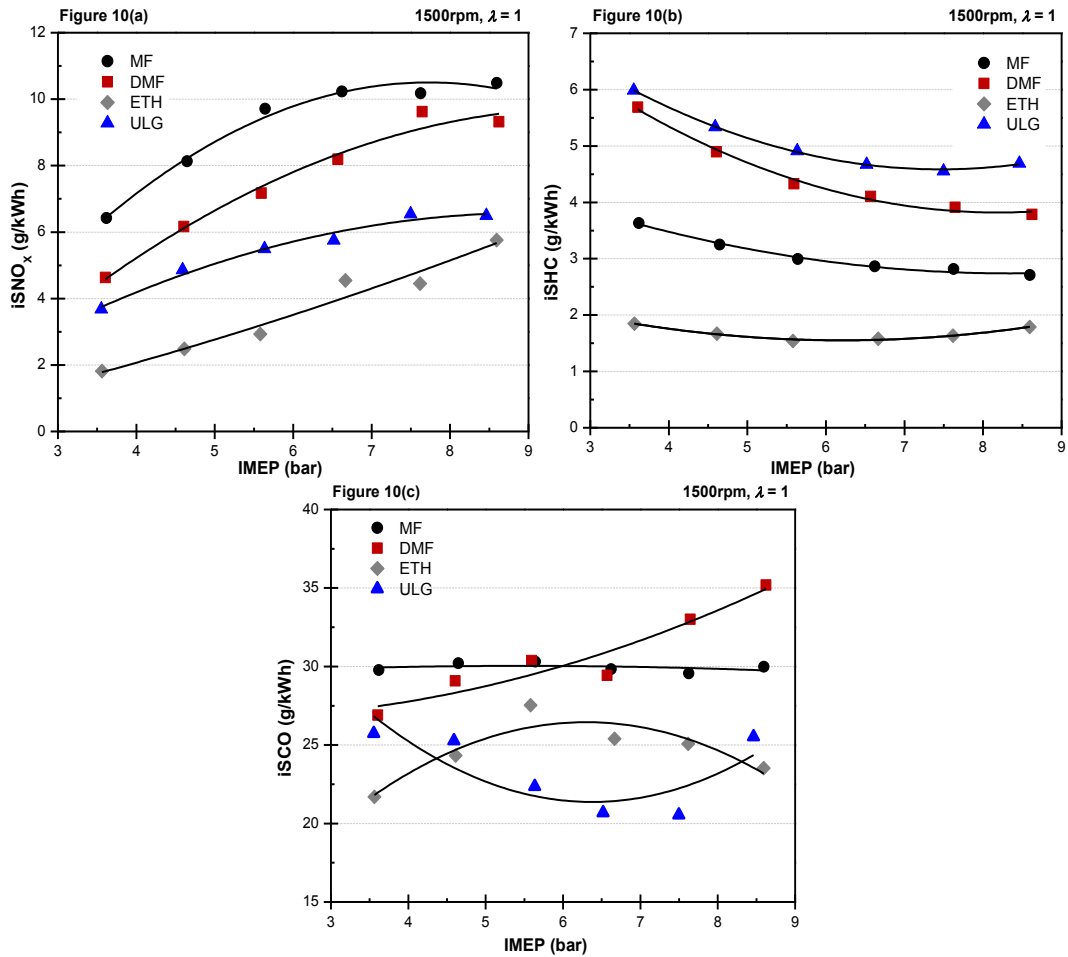 Figure 10(a) 1500rpm, λ = 1
12
10
8
6
4
2
0
iSNOₓ (g/kWh)
MF
DMF
ETH
ULG
3 4 5 6 7 8 9
IMEP (bar)
Figure 10(b) 1500rpm, λ = 1
7
6
5
4
3
2
1
0
iSHC (g/kWh)
MF
DMF
ETH
ULG
3 4 5 6 7 8 9
IMEP (bar)
Figure 10(c) 1500rpm, λ = 1
40
35
30
25
20
15
iSCO (g/kWh)
MF
DMF
ETH
ULG
3 4 5 6 7 8 9
IMEP (bar)